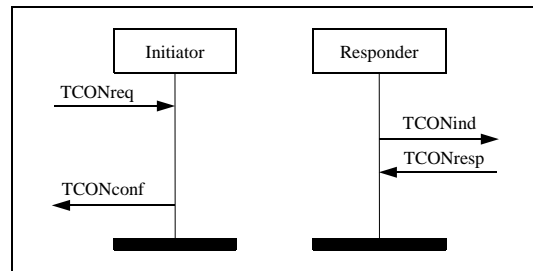 Initiator
Responder
TCONreq
TCONind
TCONresp
TCONconf